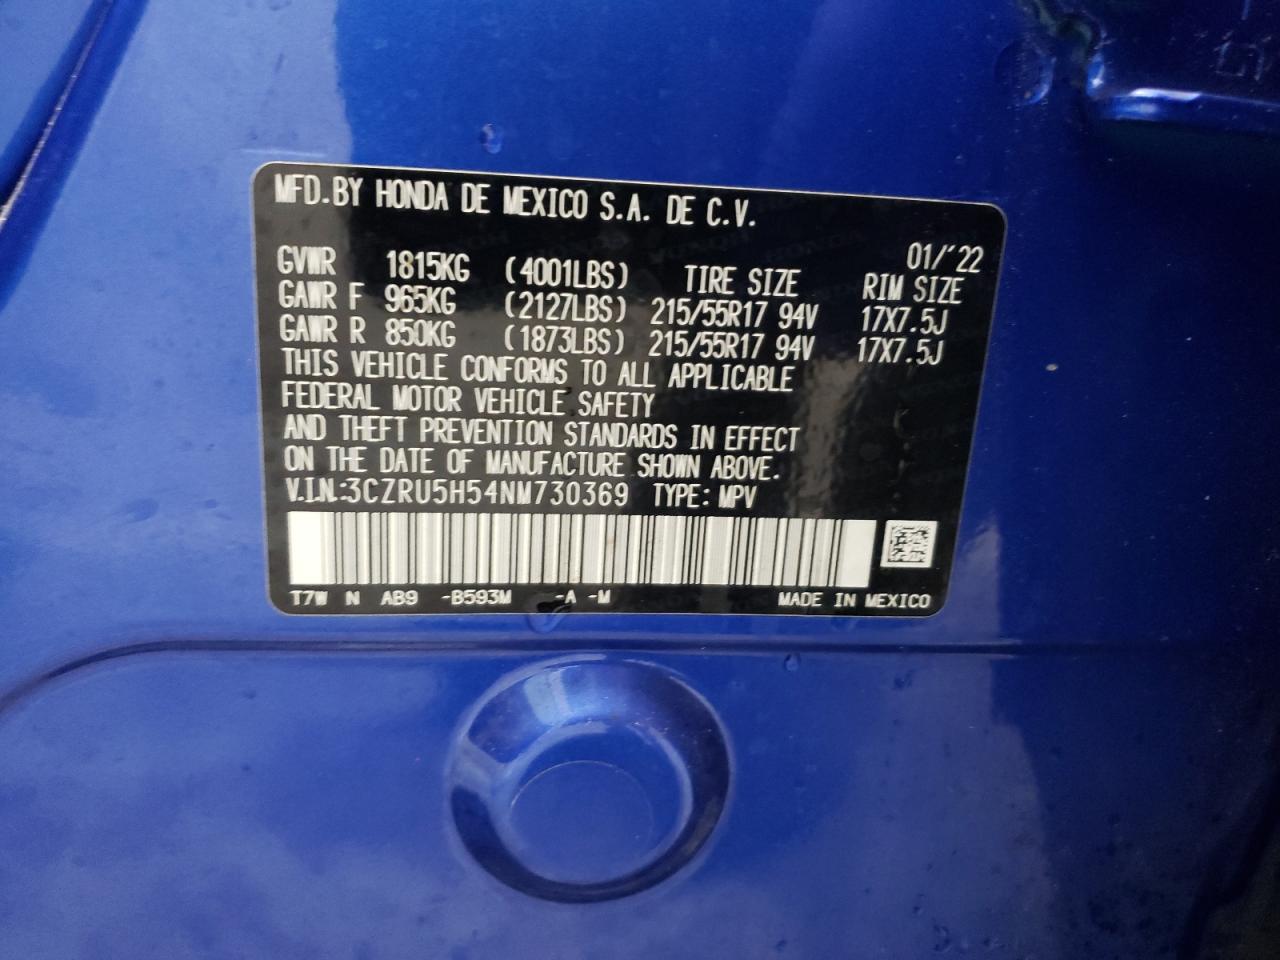 MFD.BY HONDA DE MEXICO S.A. DE C.V.
01/'22
GVWR 1815KG (4001LBS) TIRE SIZE RIM SIZE
GAWR F 965KG (2127LBS) 215/55R17 94V 17X7.5J
GAWR R 850KG (1873LBS) 215/55R17 94V 17X7.5J
THIS VEHICLE CONFORMS TO ALL APPLICABLE
FEDERAL MOTOR VEHICLE SAFETY
AND THEFT PREVENTION STANDARDS IN EFFECT
ON THE DATE OF MANUFACTURE SHOWN ABOVE.
V.I.N.:3CZRU5H54NM730369 TYPE: MPV
T7W N AB9 -B593M -A -M MADE IN MEXICO